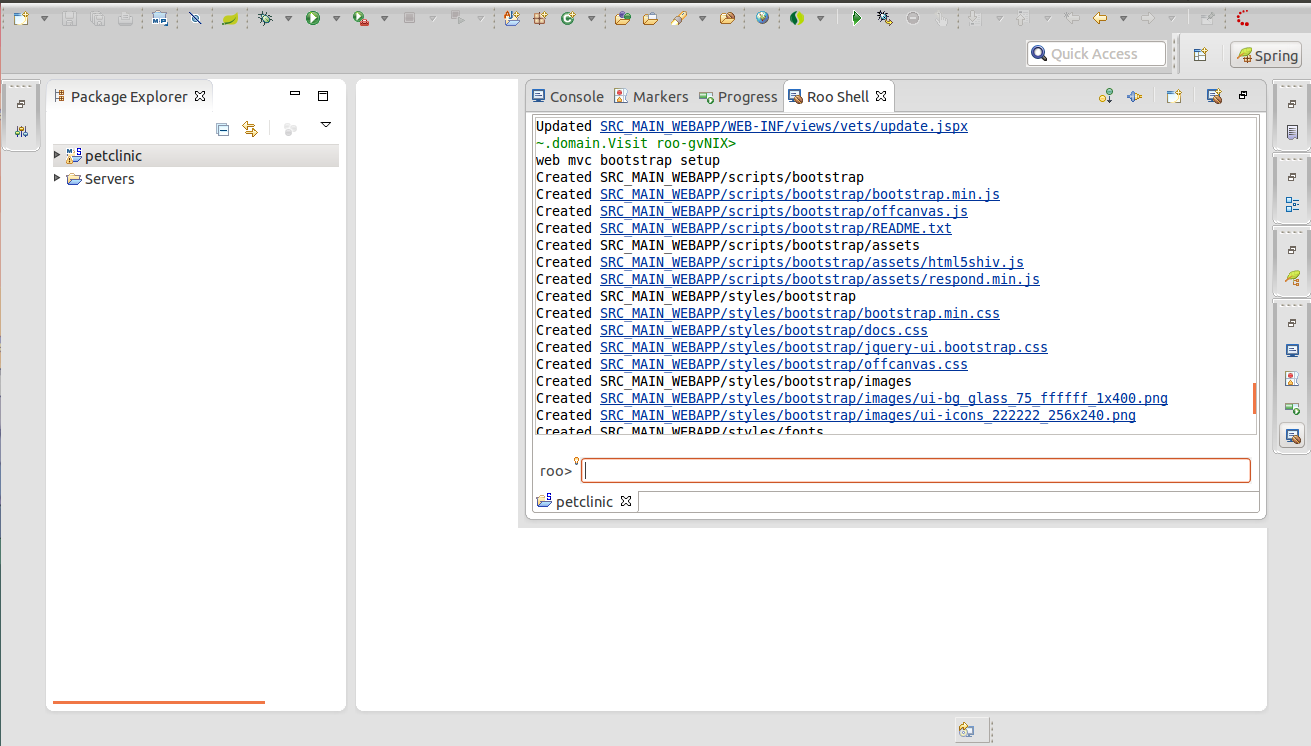 Quick Access
Spring
Package Explorer
petclinic
Servers
Console Markers Progress Roo Shell
Updated SRC_MAIN_WEBAPP/WEB-INF/views/vets/update.jspx
~.domain.Visit roo-gvNIX>
web mvc bootstrap setup
Created SRC_MAIN_WEBAPP/scripts/bootstrap
Created SRC_MAIN_WEBAPP/scripts/bootstrap/bootstrap.min.js
Created SRC_MAIN_WEBAPP/scripts/bootstrap/offcanvas.js
Created SRC_MAIN_WEBAPP/scripts/bootstrap/README.txt
Created SRC_MAIN_WEBAPP/scripts/bootstrap/assets
Created SRC_MAIN_WEBAPP/scripts/bootstrap/assets/html5shiv.js
Created SRC_MAIN_WEBAPP/scripts/bootstrap/assets/respond.min.js
Created SRC_MAIN_WEBAPP/styles/bootstrap
Created SRC_MAIN_WEBAPP/styles/bootstrap/bootstrap.min.css
Created SRC_MAIN_WEBAPP/styles/bootstrap/docs.css
Created SRC_MAIN_WEBAPP/styles/bootstrap/jquery-ui.bootstrap.css
Created SRC_MAIN_WEBAPP/styles/bootstrap/offcanvas.css
Created SRC_MAIN_WEBAPP/styles/bootstrap/images
Created SRC_MAIN_WEBAPP/styles/bootstrap/images/ui-bg_glass_75_ffffff_1x400.png
Created SRC_MAIN_WEBAPP/styles/bootstrap/images/ui-icons_222222_256x240.png
Created SRC_MAIN_WEBAPP/styles/fonts
roo>
petclinic